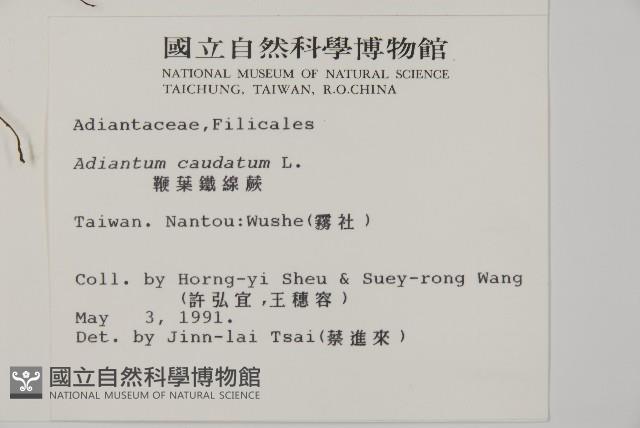 國立自然科學博物館
NATIONAL MUSEUM OF NATURAL SCIENCE
TAICHUNG, TAIWAN, R.O.CHINA
Adiantaceae,Filicales
Adiantum caudatum L.
鞭葉鐵線蕨
Taiwan. Nantou:Wushe(霧社)
Coll. by Horng-yi Sheu & Suey-rong Wang
(許弘宜,王穗容)
May 3, 1991.
Det. by Jinn-lai Tsai(蔡進來)
國立自然科學博物館
NATIONAL MUSEUM OF NATURAL SCIENCE